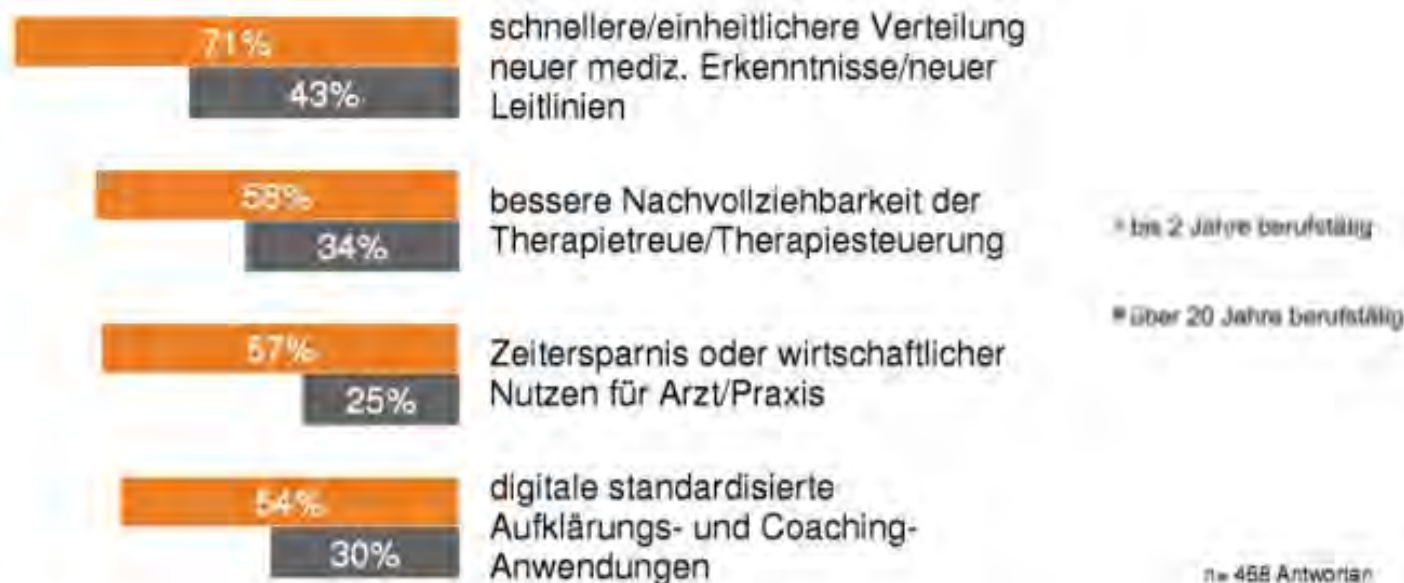 71%
43%
schnellere/einheitlichere Verteilung
neuer mediz. Erkenntnisse/neuer
Leitlinien
58%
34%
bessere Nachvollziehbarkeit der
Therapietreue/Therapiesteuerung
57%
25%
Zeitersparnis oder wirtschaftlicher
Nutzen für Arzt/Praxis
54%
30%
digitale standardisierte
Aufklärungs- und Coaching-
Anwendungen
bis 2 Jahre berufstätig
über 20 Jahre berufstätig
n= Antworten